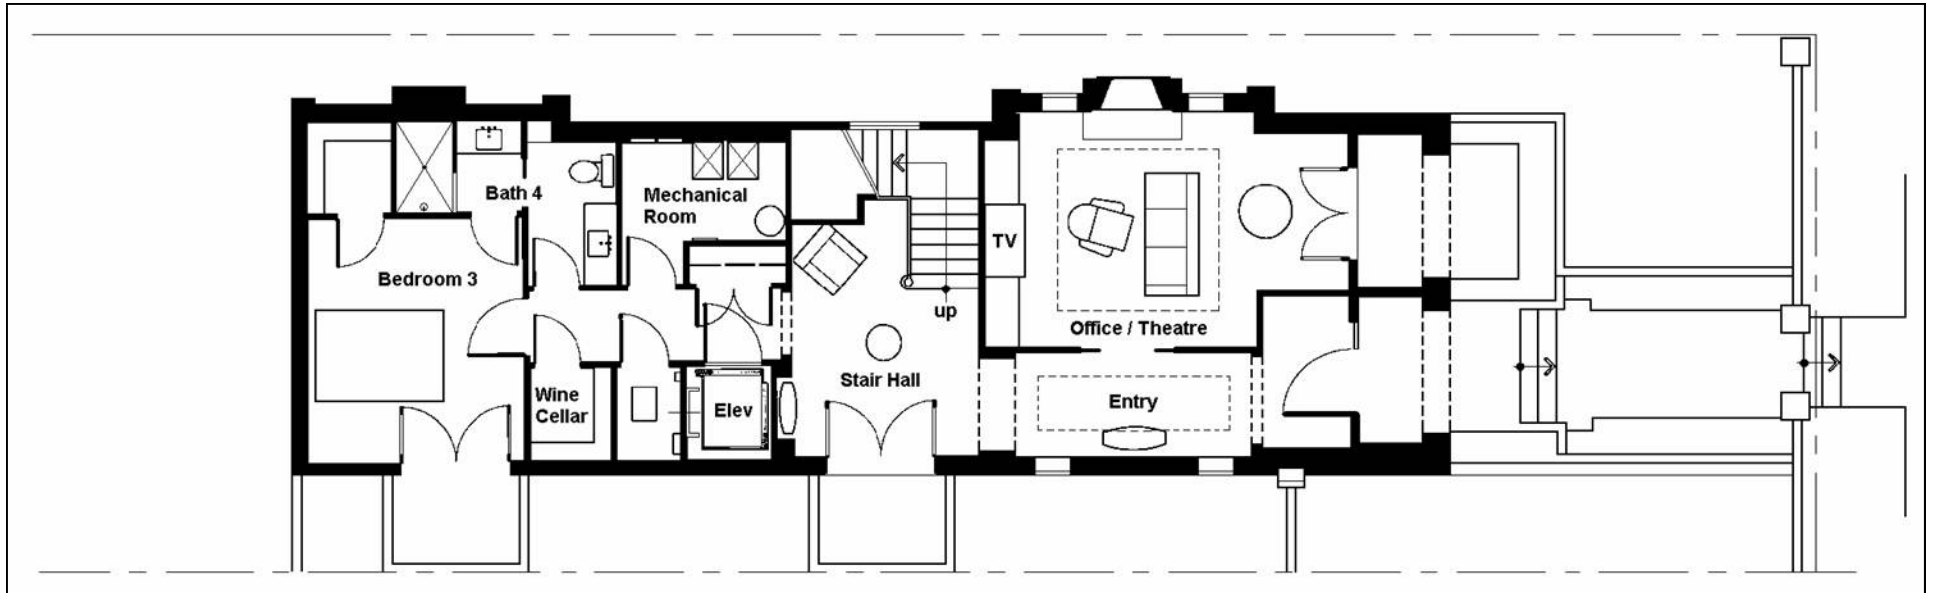 Bath 4
Mechanical
Room
Bedroom 3
TV
up
Office / Theatre
Stair Hall
Wine
Cellar
Elev
Entry